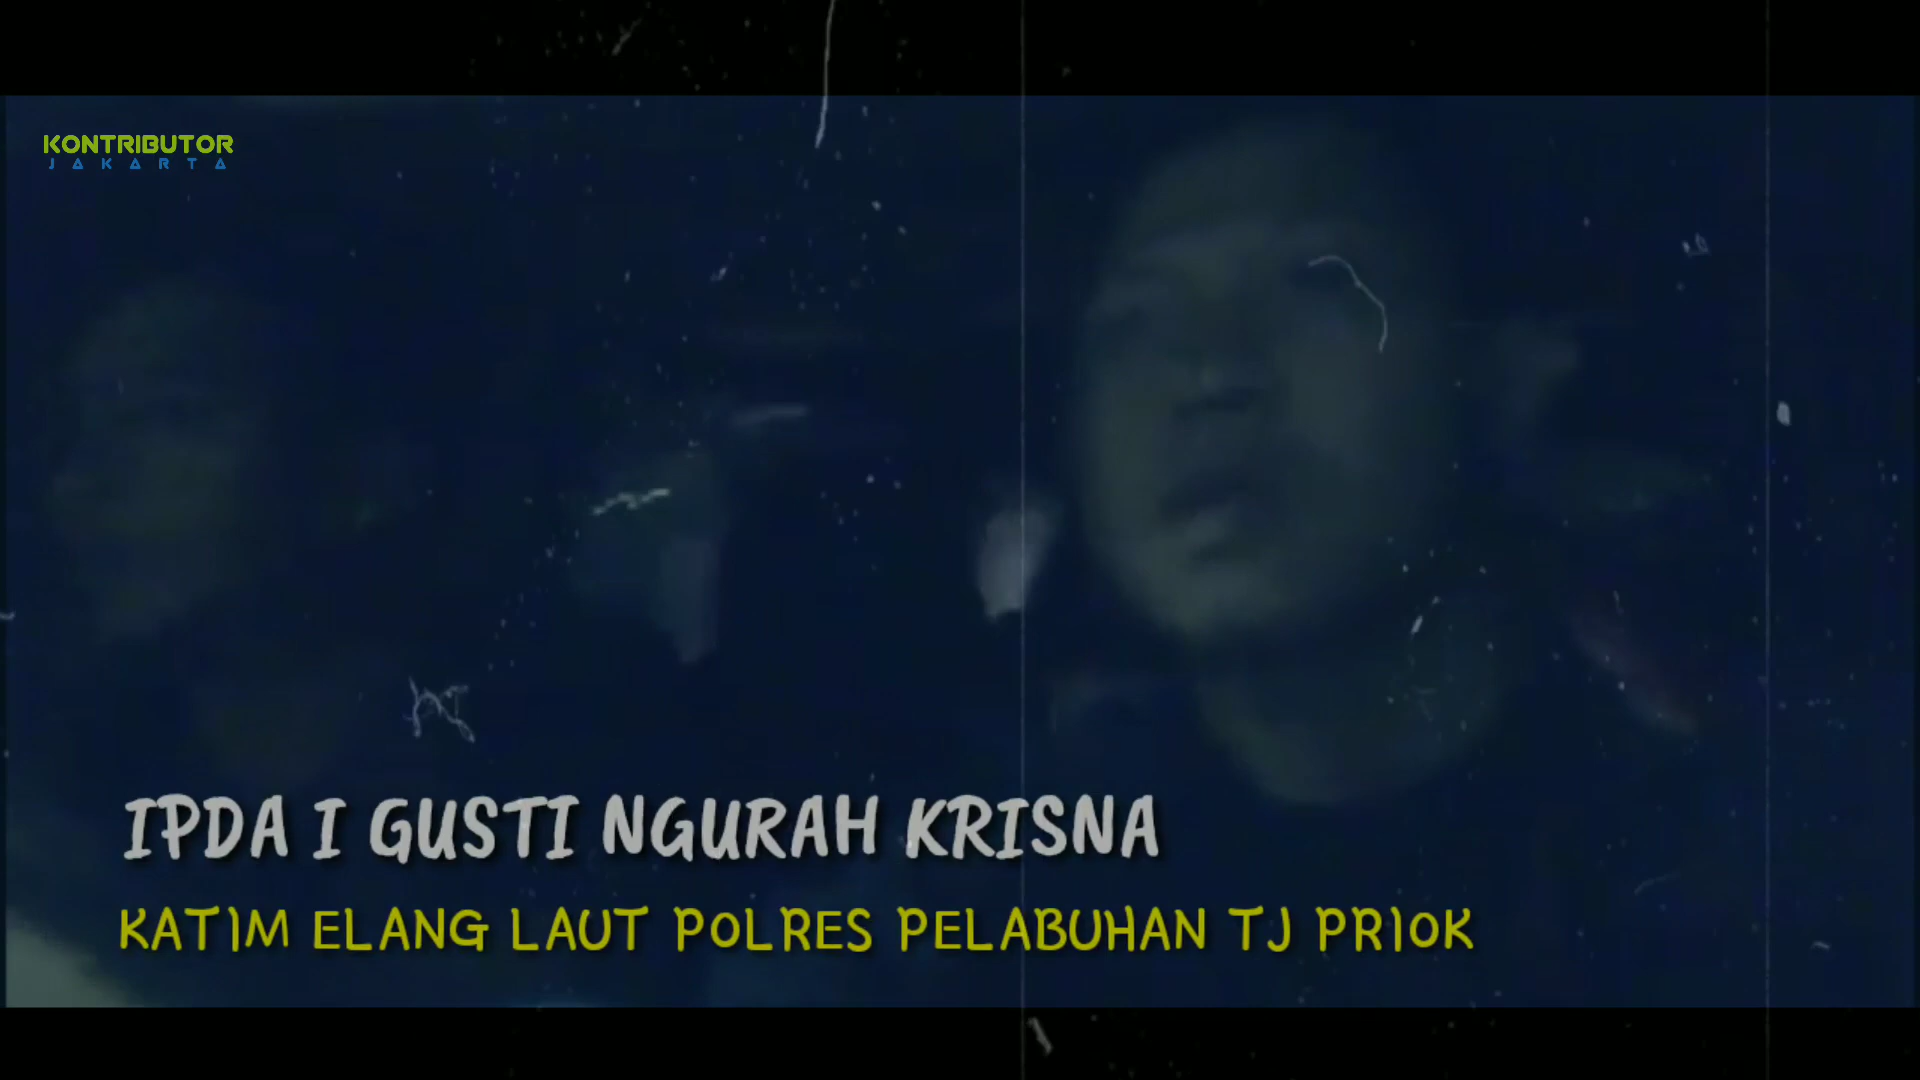 KONTRIBUTOR
JAKARTA
IPDA I GUSTI NGURAH KRISNA
KATIM ELANG LAUT POLRES PELABUHAN TJ PRIOK